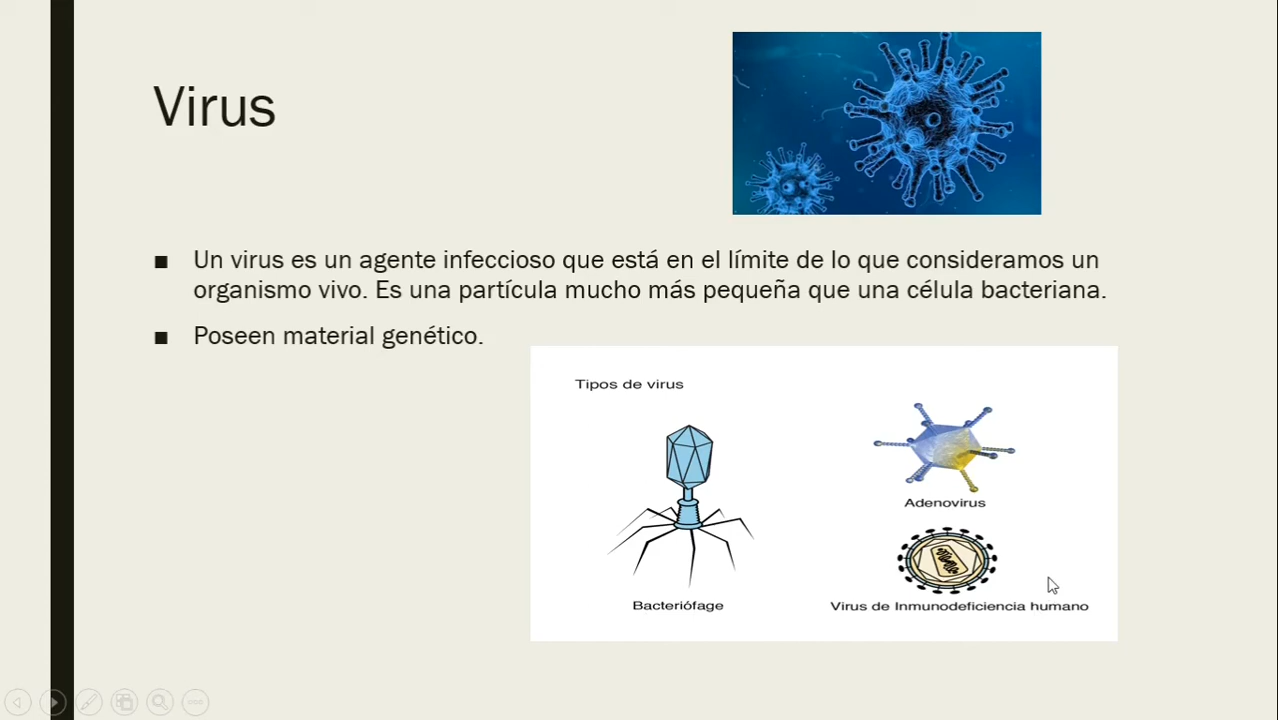 Virus
Un virus es un agente infeccioso que está en el límite de lo que consideramos un
organismo vivo. Es una partícula mucho más pequeña que una célula bacteriana.
Poseen material genético.
Tipos de virus
Adenovirus
Bacteriófage
Virus de Inmunodeficiencia humano